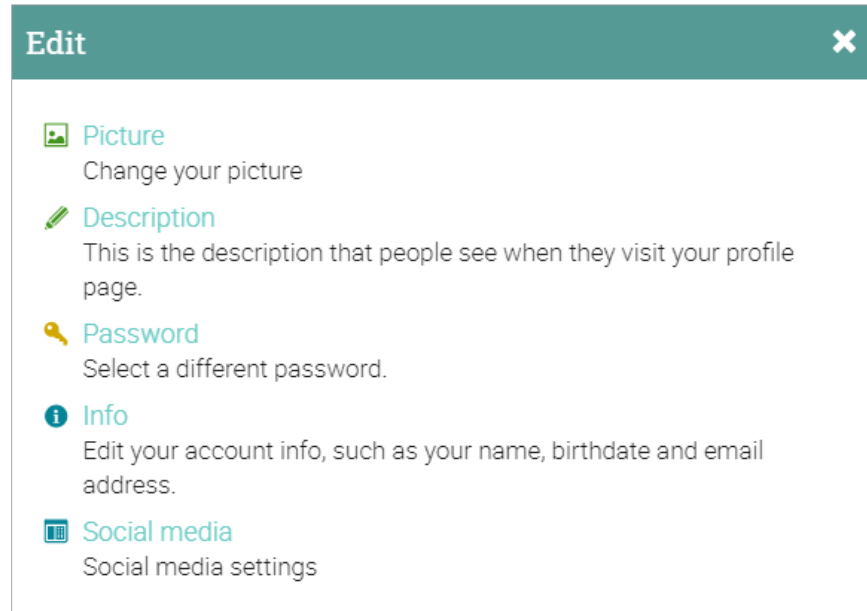 Edit
Picture
Change your picture
Description
This is the description that people see when they visit your profile
page.
Password
Select a different password.
Info
Edit your account info, such as your name, birthdate and email
address.
Social media
Social media settings